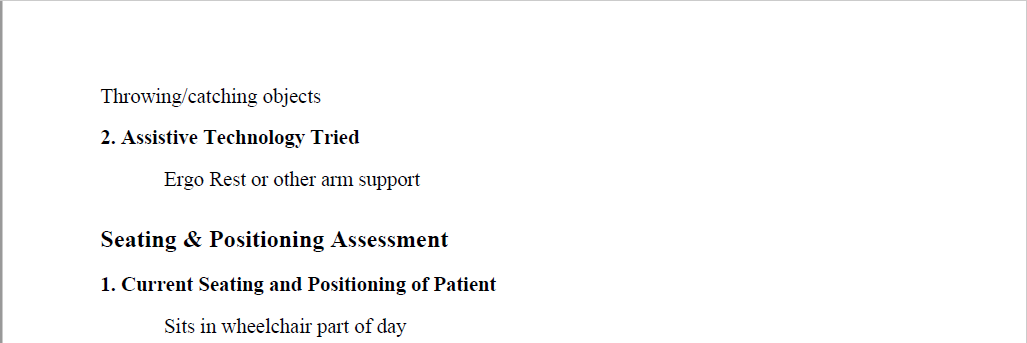 Throwing/catching objects
2. Assistive Technology Tried
Ergo Rest or other arm support
Seating & Positioning Assessment
1. Current Seating and Positioning of Patient
Sits in wheelchair part of day